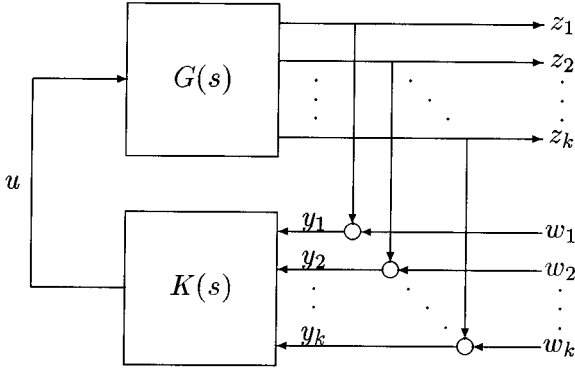 z₁
z₂
G(s)
zₖ
u
y₁
w₁
y₂
w₂
K(s)
yₖ
wₖ